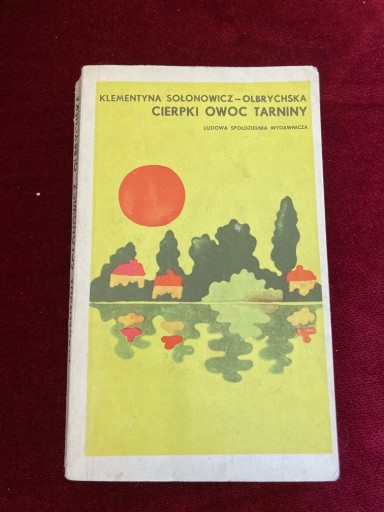 KLEMENTYNA SOŁONOWICZ-OLBRYCHSKA
CIERPKI OWOC TARNINY
LUDOWA SPÓŁDZIELNIA WYDAWNICZA